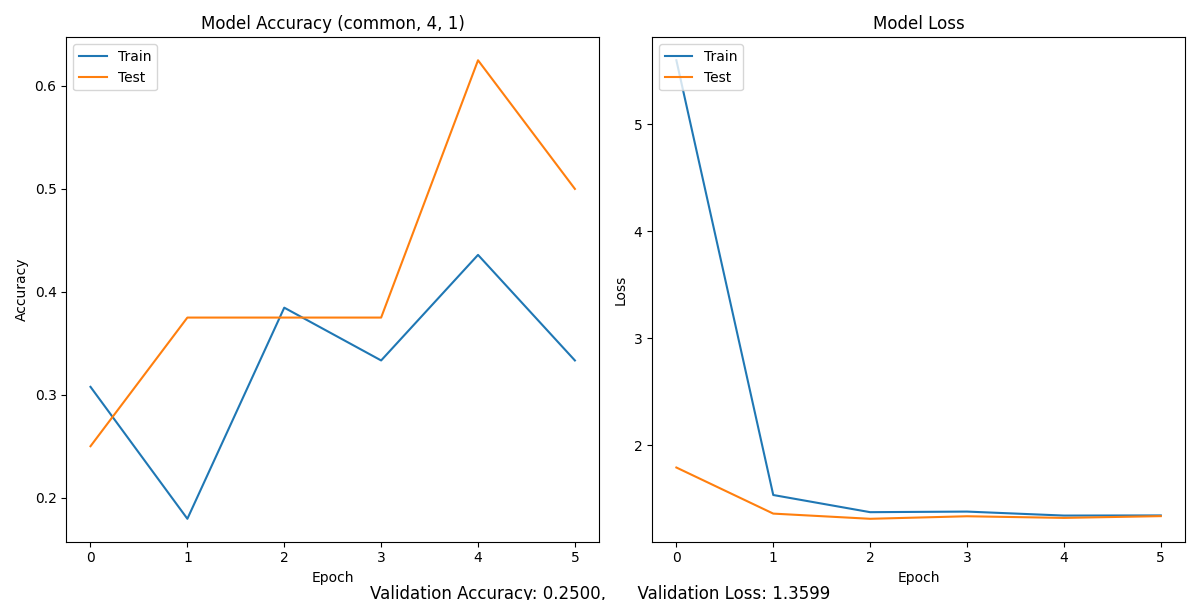 Model Accuracy (common, 4, 1)
Train
Test
0.6
0.5
0.4
0.3
0.2
Accuracy
0 1 2 3 4 5
Epoch
Model Loss
Train
Test
5
4
3
2
Loss
0 1 2 3 4 5
Epoch
Validation Accuracy: 0.2500, Validation Loss: 1.3599